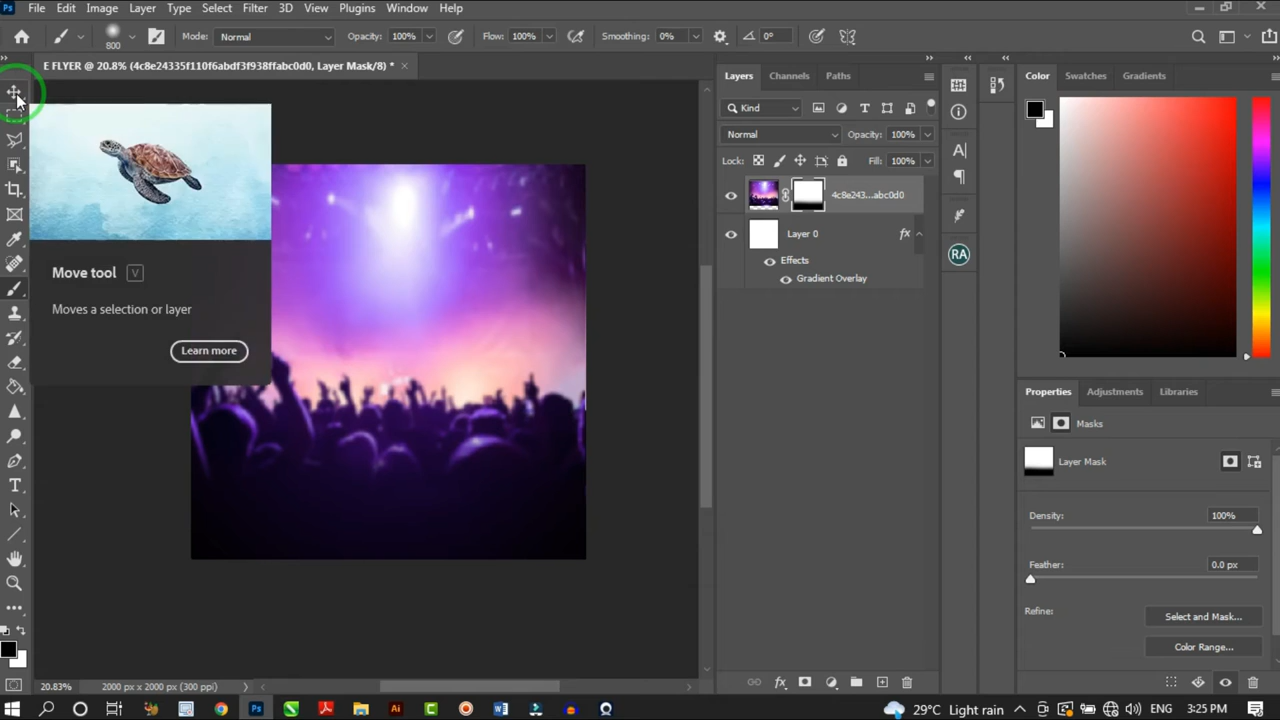 Ps File Edit Image Layer Type Select Filter 3D View Plugins Window Help
800 Mode: Normal Opacity: 100% Flow: 100% Smoothing: 0% 0°
E FLYER @ 20.8% (4c8e24335f110f6abdf3f938ffabc0d0, Layer Mask/8) *
Layers Channels Paths
Color Swatches Gradients
Kind
Normal Opacity: 100%
Lock: Fill: 100%
4c8e243...abc0d0
Layer 0 fx
Effects
Gradient Overlay
RA
Move tool V
Moves a selection or layer
Learn more
Properties Adjustments Libraries
Masks
Layer Mask
Density: 100%
Feather: 0.0 px
Refine:
Select and Mask...
Color Range...
20.83% 2000 px x 2000 px (300 ppi)
29°C Light rain ENG 3:25 PM